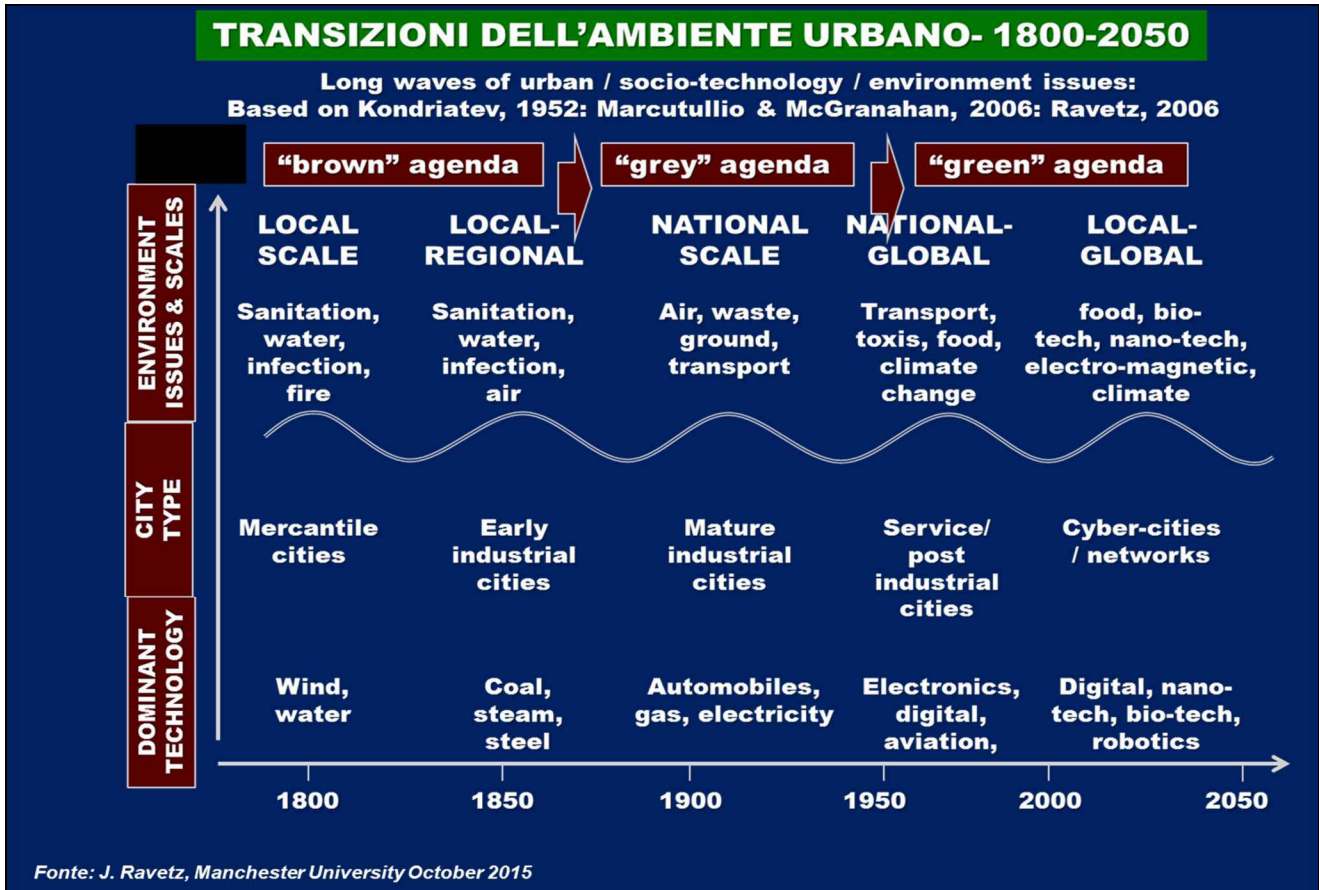 TRANSIZIONI DELL'AMBIENTE URBANO- 1800-2050
Long waves of urban / socio-technology / environment issues:
Based on Kondriatev, 1952: Marcutullio & McGranahan, 2006: Ravetz, 2006
“brown” agenda
“grey” agenda
“green” agenda
ENVIRONMENT
ISSUES & SCALES
LOCAL
SCALE
LOCAL-
REGIONAL
NATIONAL
SCALE
NATIONAL-
GLOBAL
LOCAL-
GLOBAL
Sanitation,
water,
infection,
fire
Sanitation,
water,
infection,
air
Air, waste,
ground,
transport
Transport,
toxis, food,
climate
change
food, bio-
tech, nano-tech,
electro-magnetic,
climate
CITY
TYPE
Mercantile
cities
Early
industrial
cities
Mature
industrial
cities
Service/
post
industrial
cities
Cyber-cities
/ networks
DOMINANT
TECHNOLOGY
Wind,
water
Coal,
steam,
steel
Automobiles,
gas, electricity
Electronics,
digital,
aviation,
Digital, nano-
tech, bio-tech,
robotics
1800
1850
1900
1950
2000
2050
Fonte: J. Ravetz, Manchester University October 2015